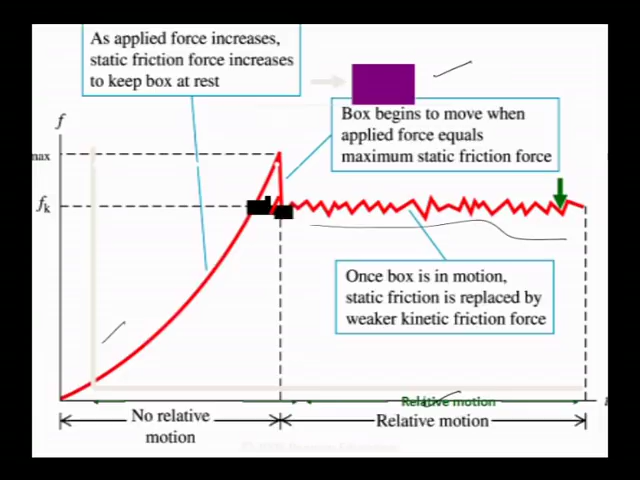 As applied force increases,
static friction force increases
to keep box at rest
f
Box begins to move when
applied force equals
maximum static friction force
max
fk
Once box is in motion,
static friction is replaced by
weaker kinetic friction force
Relative motion
No relative
motion
Relative motion